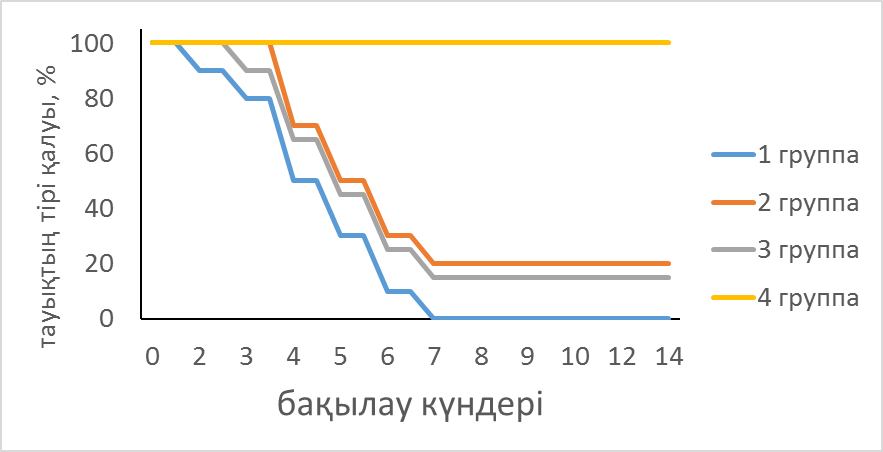 тауықтың тірі қалуы, %
100
80
60
40
20
0
0 2 3 4 5 6 7 8 9 10 12 14
бақылау күндері
1 группа
2 группа
3 группа
4 группа